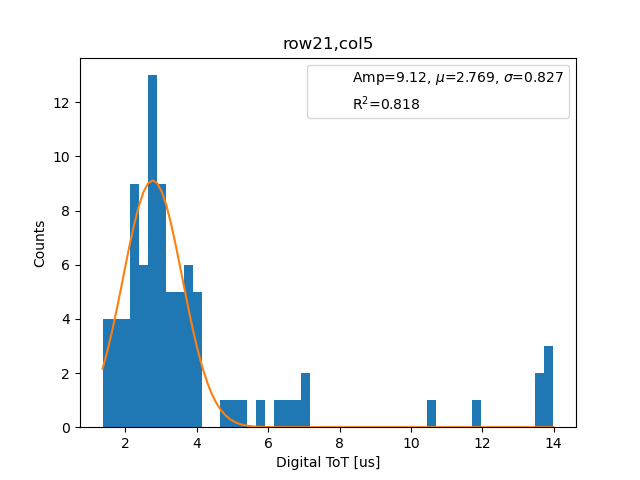 row21,col5
Amp=9.12, μ=2.769, σ=0.827
R²=0.818
Counts
12
10
8
6
4
2
0
2 4 6 8 10 12 14
Digital ToT [us]